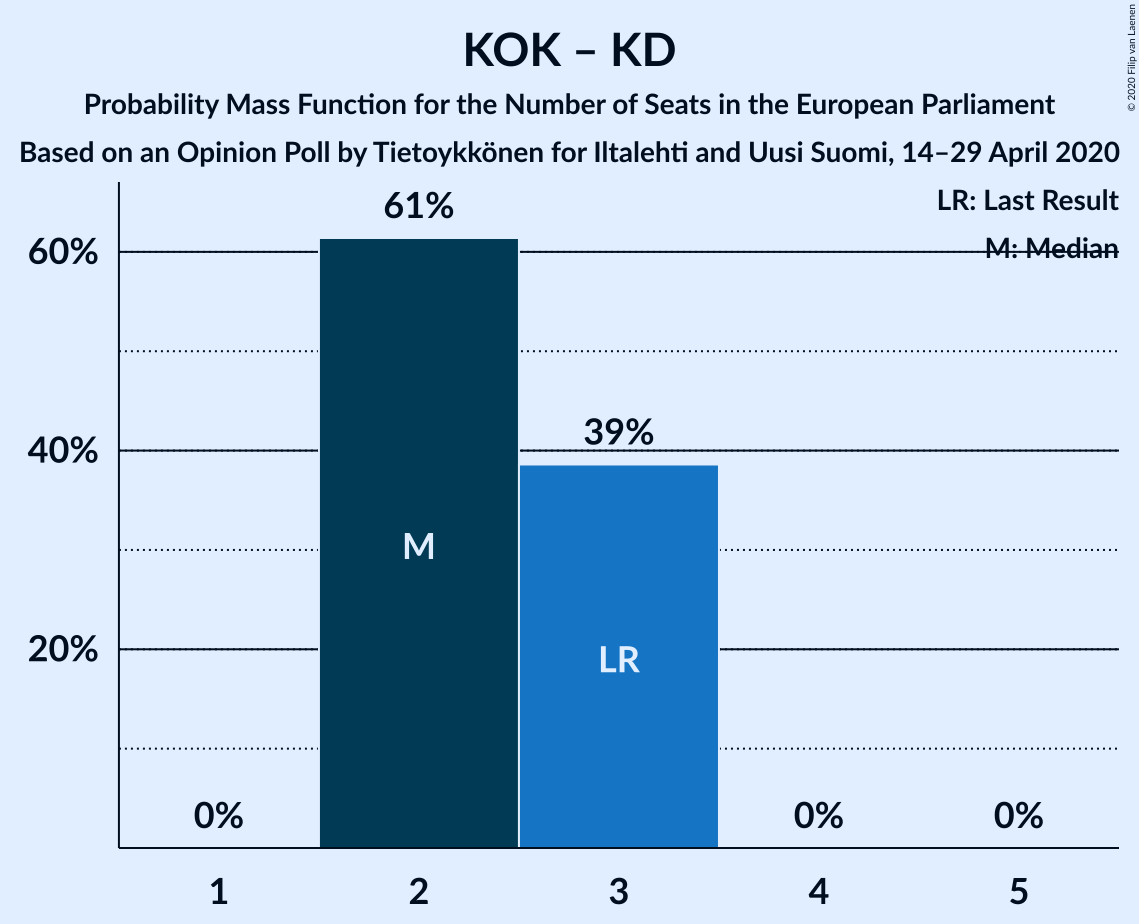 KOK – KD
Probability Mass Function for the Number of Seats in the European Parliament
Based on an Opinion Poll by Tietoykkönen for Iltalehti and Uusi Suomi, 14–29 April 2020
© 2020 Filip van Laenen
LR: Last Result
M: Median
61%
60%
39%
40%
M
LR
20%
0%
0%
0%
1
2
3
4
5